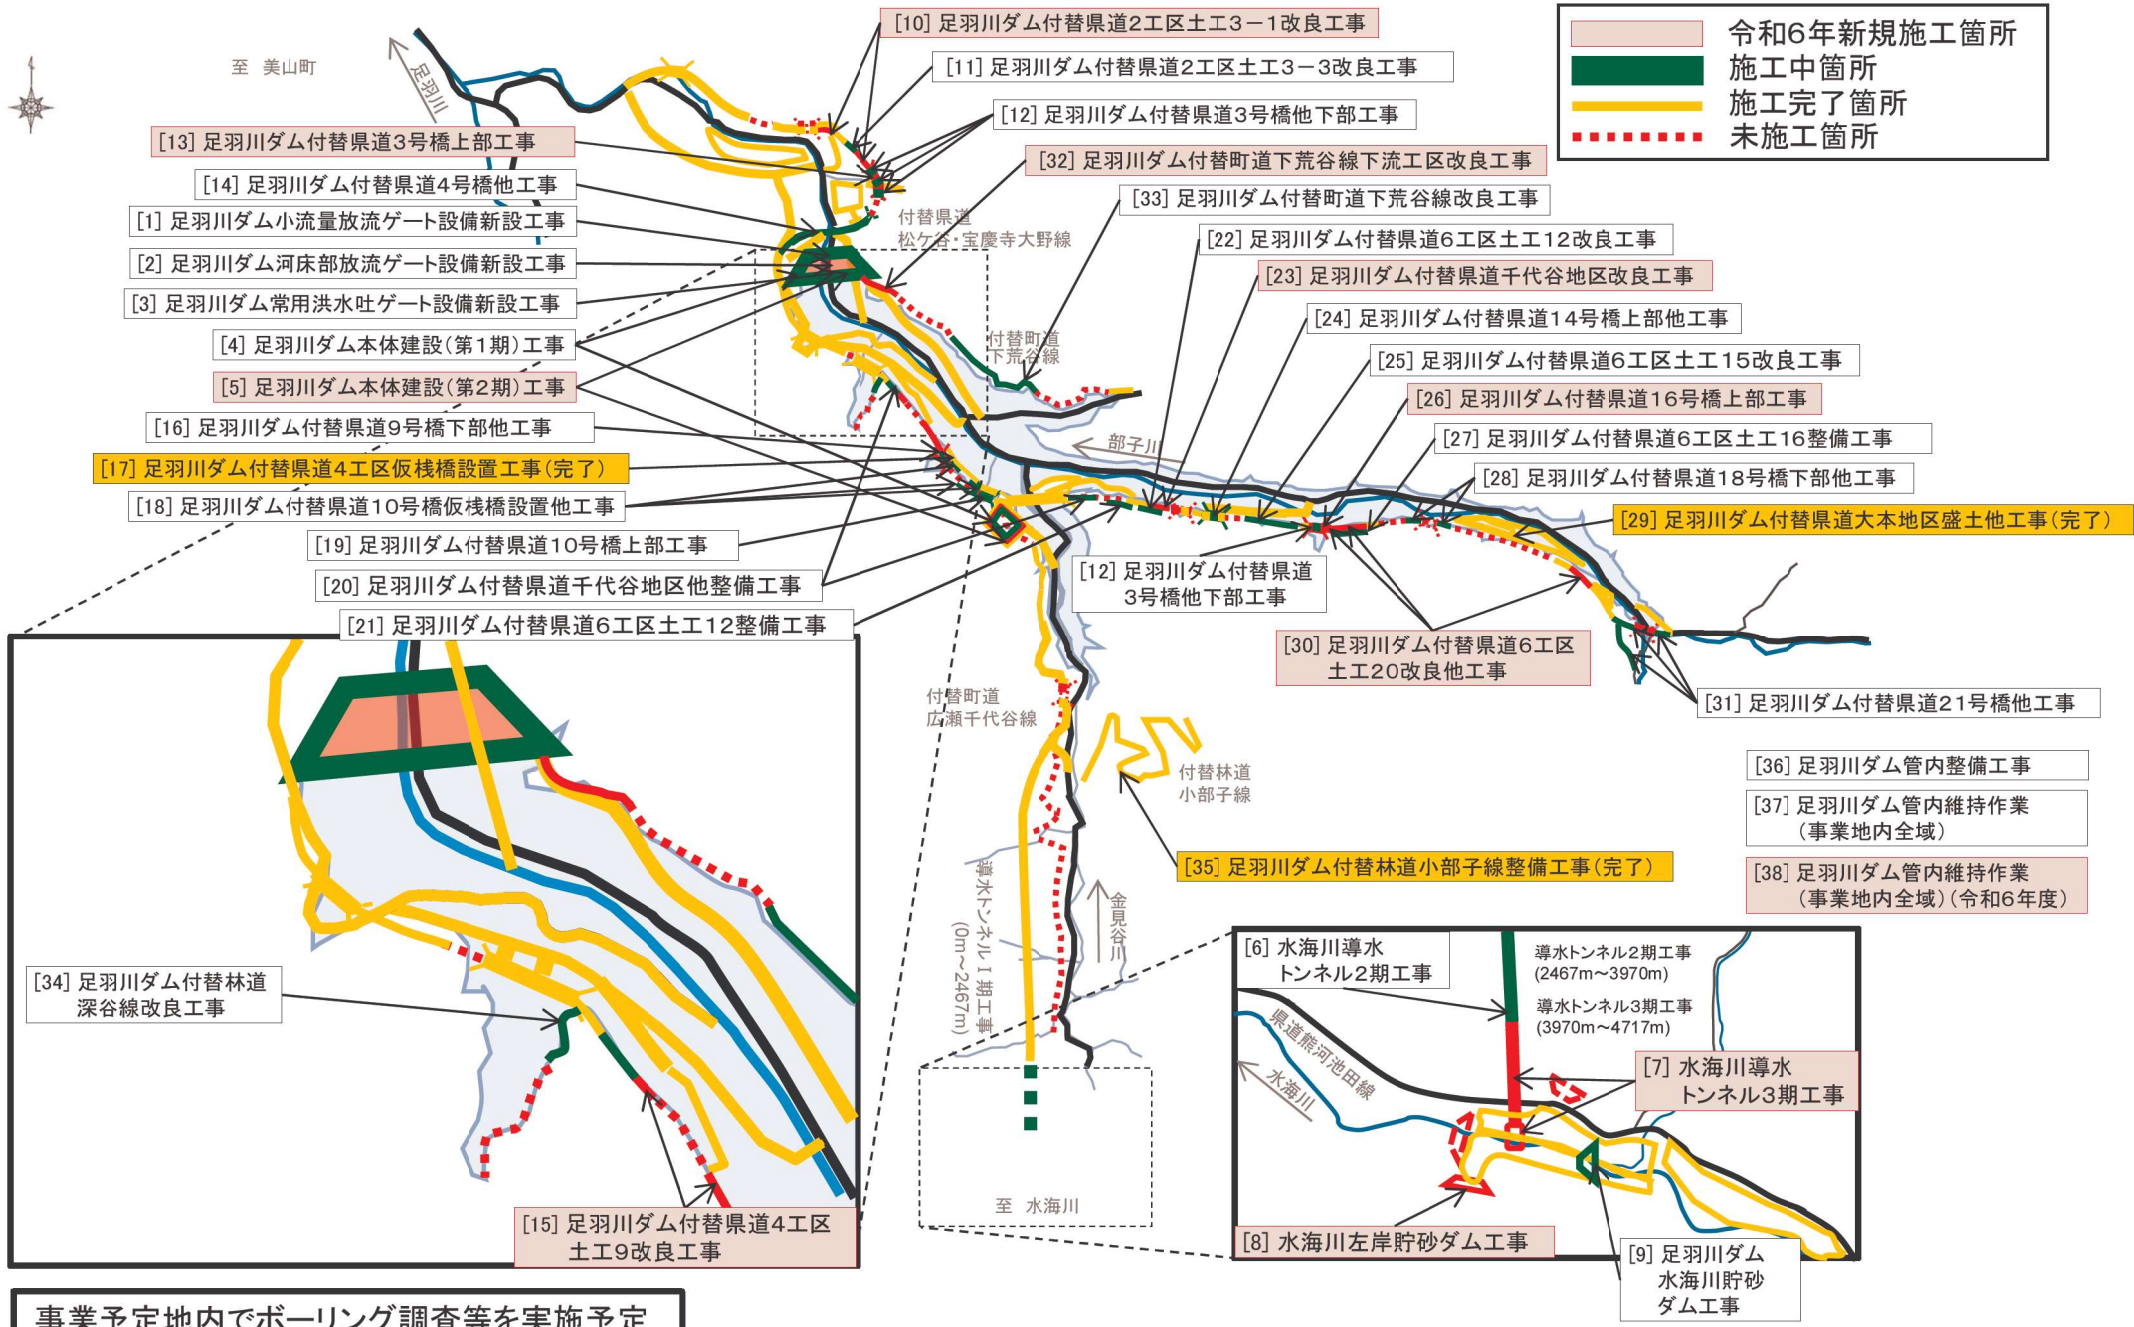 [10] 足羽川ダム付替県道2工区土工3－1改良工事
令和6年新規施工箇所
施工中箇所
施工完了箇所
未施工箇所
至 美山町
足羽川
[11] 足羽川ダム付替県道2工区土工3－3改良工事
[12] 足羽川ダム付替県道3号橋他下部工事
[13] 足羽川ダム付替県道3号橋上部工事
[32] 足羽川ダム付替町道下荒谷線下流工区改良工事
[14] 足羽川ダム付替県道4号橋他工事
[33] 足羽川ダム付替町道下荒谷線改良工事
[1] 足羽川ダム小流量放流ゲート設備新設工事
付替県道
松ケ谷・宝慶寺大野線
[22] 足羽川ダム付替県道6工区土工12改良工事
[2] 足羽川ダム河床部放流ゲート設備新設工事
[23] 足羽川ダム付替県道千代谷地区改良工事
[3] 足羽川ダム常用洪水吐ゲート設備新設工事
[24] 足羽川ダム付替県道14号橋上部他工事
[4] 足羽川ダム本体建設(第1期)工事
付替町道
下荒谷線
[25] 足羽川ダム付替県道6工区土工15改良工事
[5] 足羽川ダム本体建設(第2期)工事
[26] 足羽川ダム付替県道16号橋上部工事
[16] 足羽川ダム付替県道9号橋下部他工事
部子川
[27] 足羽川ダム付替県道6工区土工16整備工事
[17] 足羽川ダム付替県道4工区仮桟橋設置工事(完了)
[28] 足羽川ダム付替県道18号橋下部他工事
[18] 足羽川ダム付替県道10号橋仮桟橋設置他工事
[29] 足羽川ダム付替県道大本地区盛土他工事(完了)
[19] 足羽川ダム付替県道10号橋上部工事
[20] 足羽川ダム付替県道千代谷地区他整備工事
[12] 足羽川ダム付替県道
3号橋他下部工事
[21] 足羽川ダム付替県道6工区土工12整備工事
[30] 足羽川ダム付替県道6工区
土工20改良他工事
付替町道
広瀬千代谷線
[31] 足羽川ダム付替県道21号橋他工事
付替林道
小部子線
[36] 足羽川ダム管内整備工事
[37] 足羽川ダム管内維持作業
(事業地内全域)
[35] 足羽川ダム付替林道小部子線整備工事(完了)
[38] 足羽川ダム管内維持作業
(事業地内全域)(令和6年度)
導水トンネルⅠ期工事
(0m～2467m)
金見谷川
[34] 足羽川ダム付替林道
深谷線改良工事
[6] 水海川導水
トンネル2期工事
導水トンネル2期工事
(2467m～3970m)
導水トンネル3期工事
(3970m～4717m)
県道熊河池田線
水海川
[7] 水海川導水
トンネル3期工事
至 水海川
[15] 足羽川ダム付替県道4工区
土工9改良工事
[8] 水海川左岸貯砂ダム工事
[9] 足羽川ダム
水海川貯砂
ダム工事
事業予定地内でボーリング調査等を実施予定